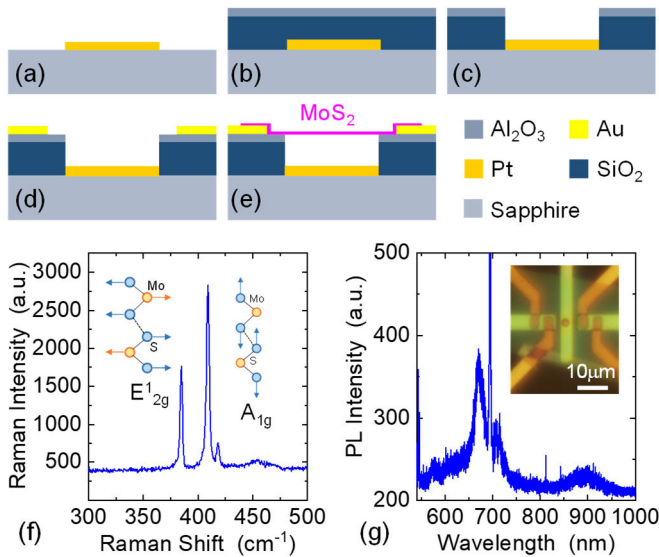 (a)
(b)
(c)
MoS₂
(d)
(e)
Al₂O₃
Au
Pt
SiO₂
Sapphire
Raman Intensity (a.u.)
3000
2500
2000
1500
1000
500
Mo
S
E¹₂g
Mo
S
A₁g
300 350 400 450 500
(f)
Raman Shift (cm⁻¹)
PL Intensity (a.u.)
500
400
300
200
10μm
600 700 800 900 1000
(g)
Wavelength (nm)